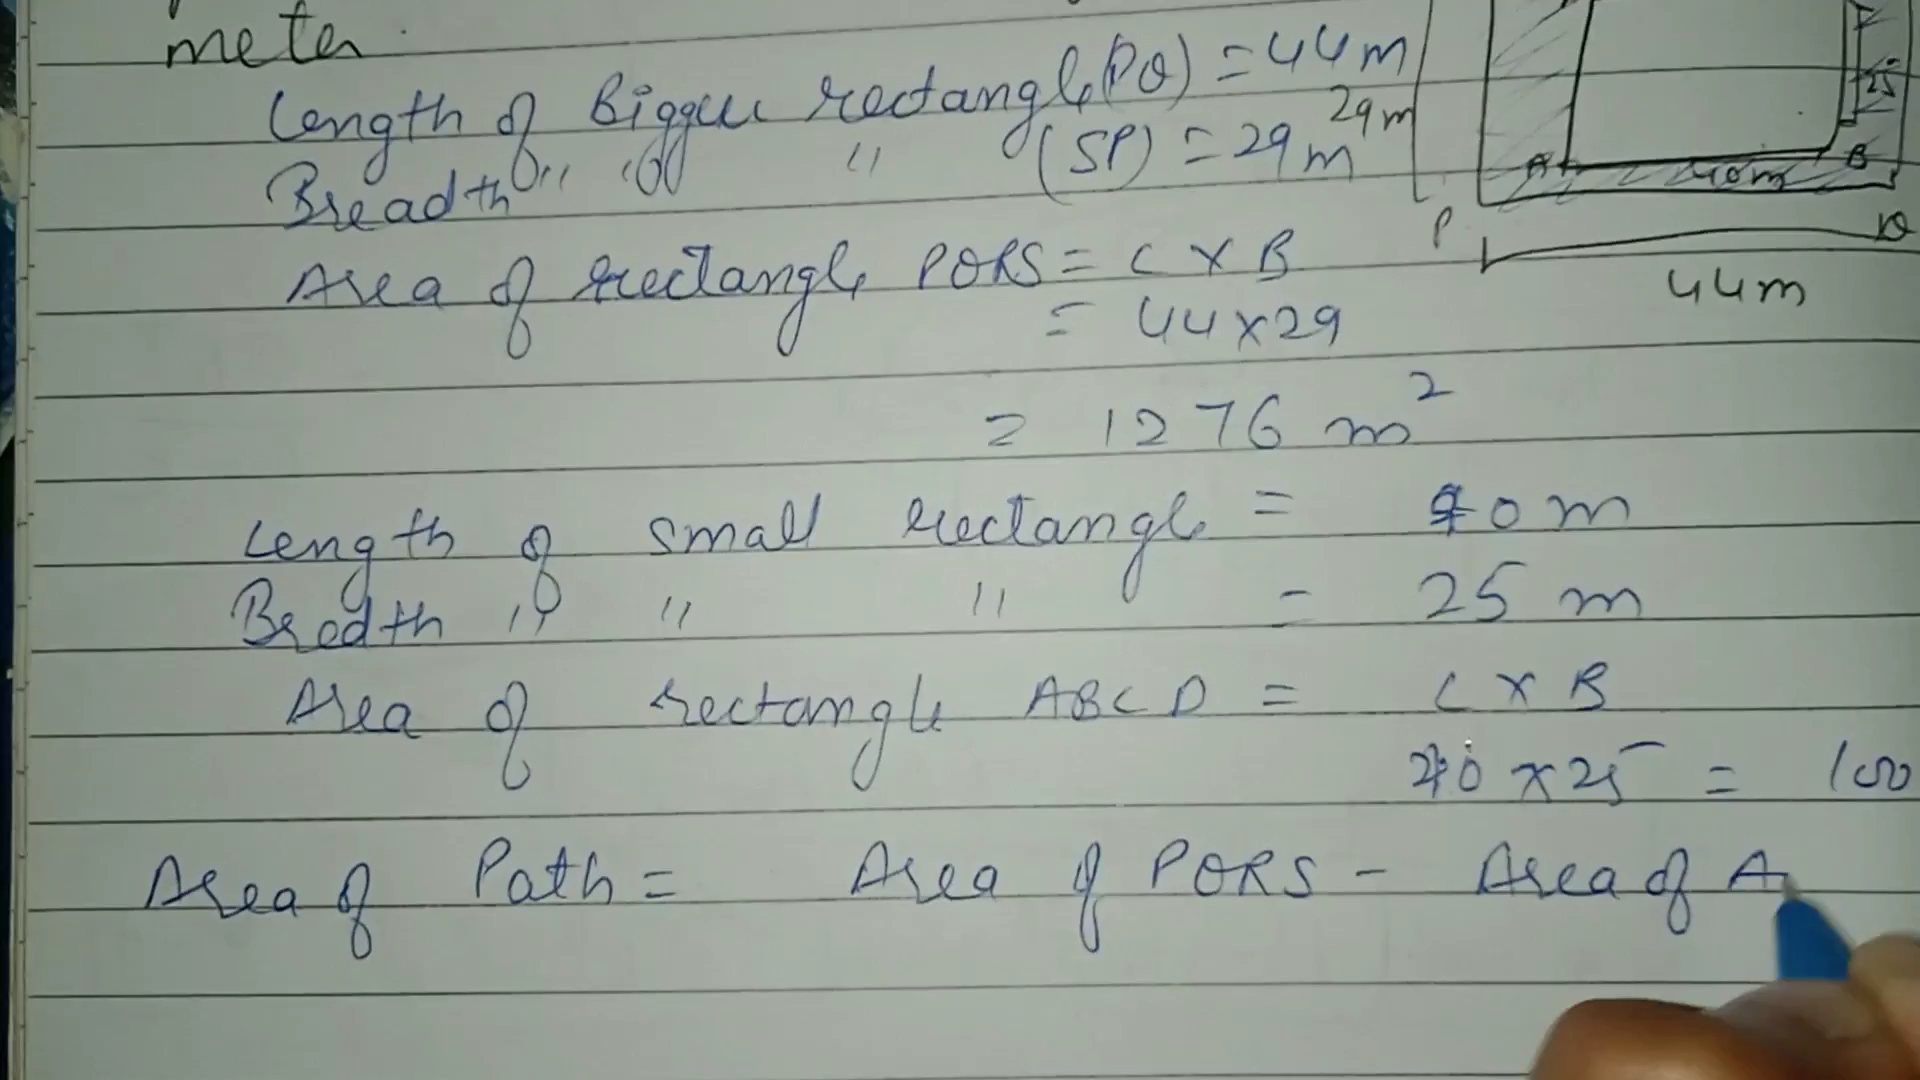 meter
Length of Bigger rectangle (PQ) = 44m
Breadth " " " (SP) = 29m
Area of rectangle PQRS = L x B
= 44 x 29
= 1276 m²
Length of small rectangle = 40 m
Bredth " " " = 25 m
Area of rectangle ABCD = L x B
40 x 25 = 100
Area of Path = Area of PQRS - Area of A
29m
25
A 40m B
P Q
44m